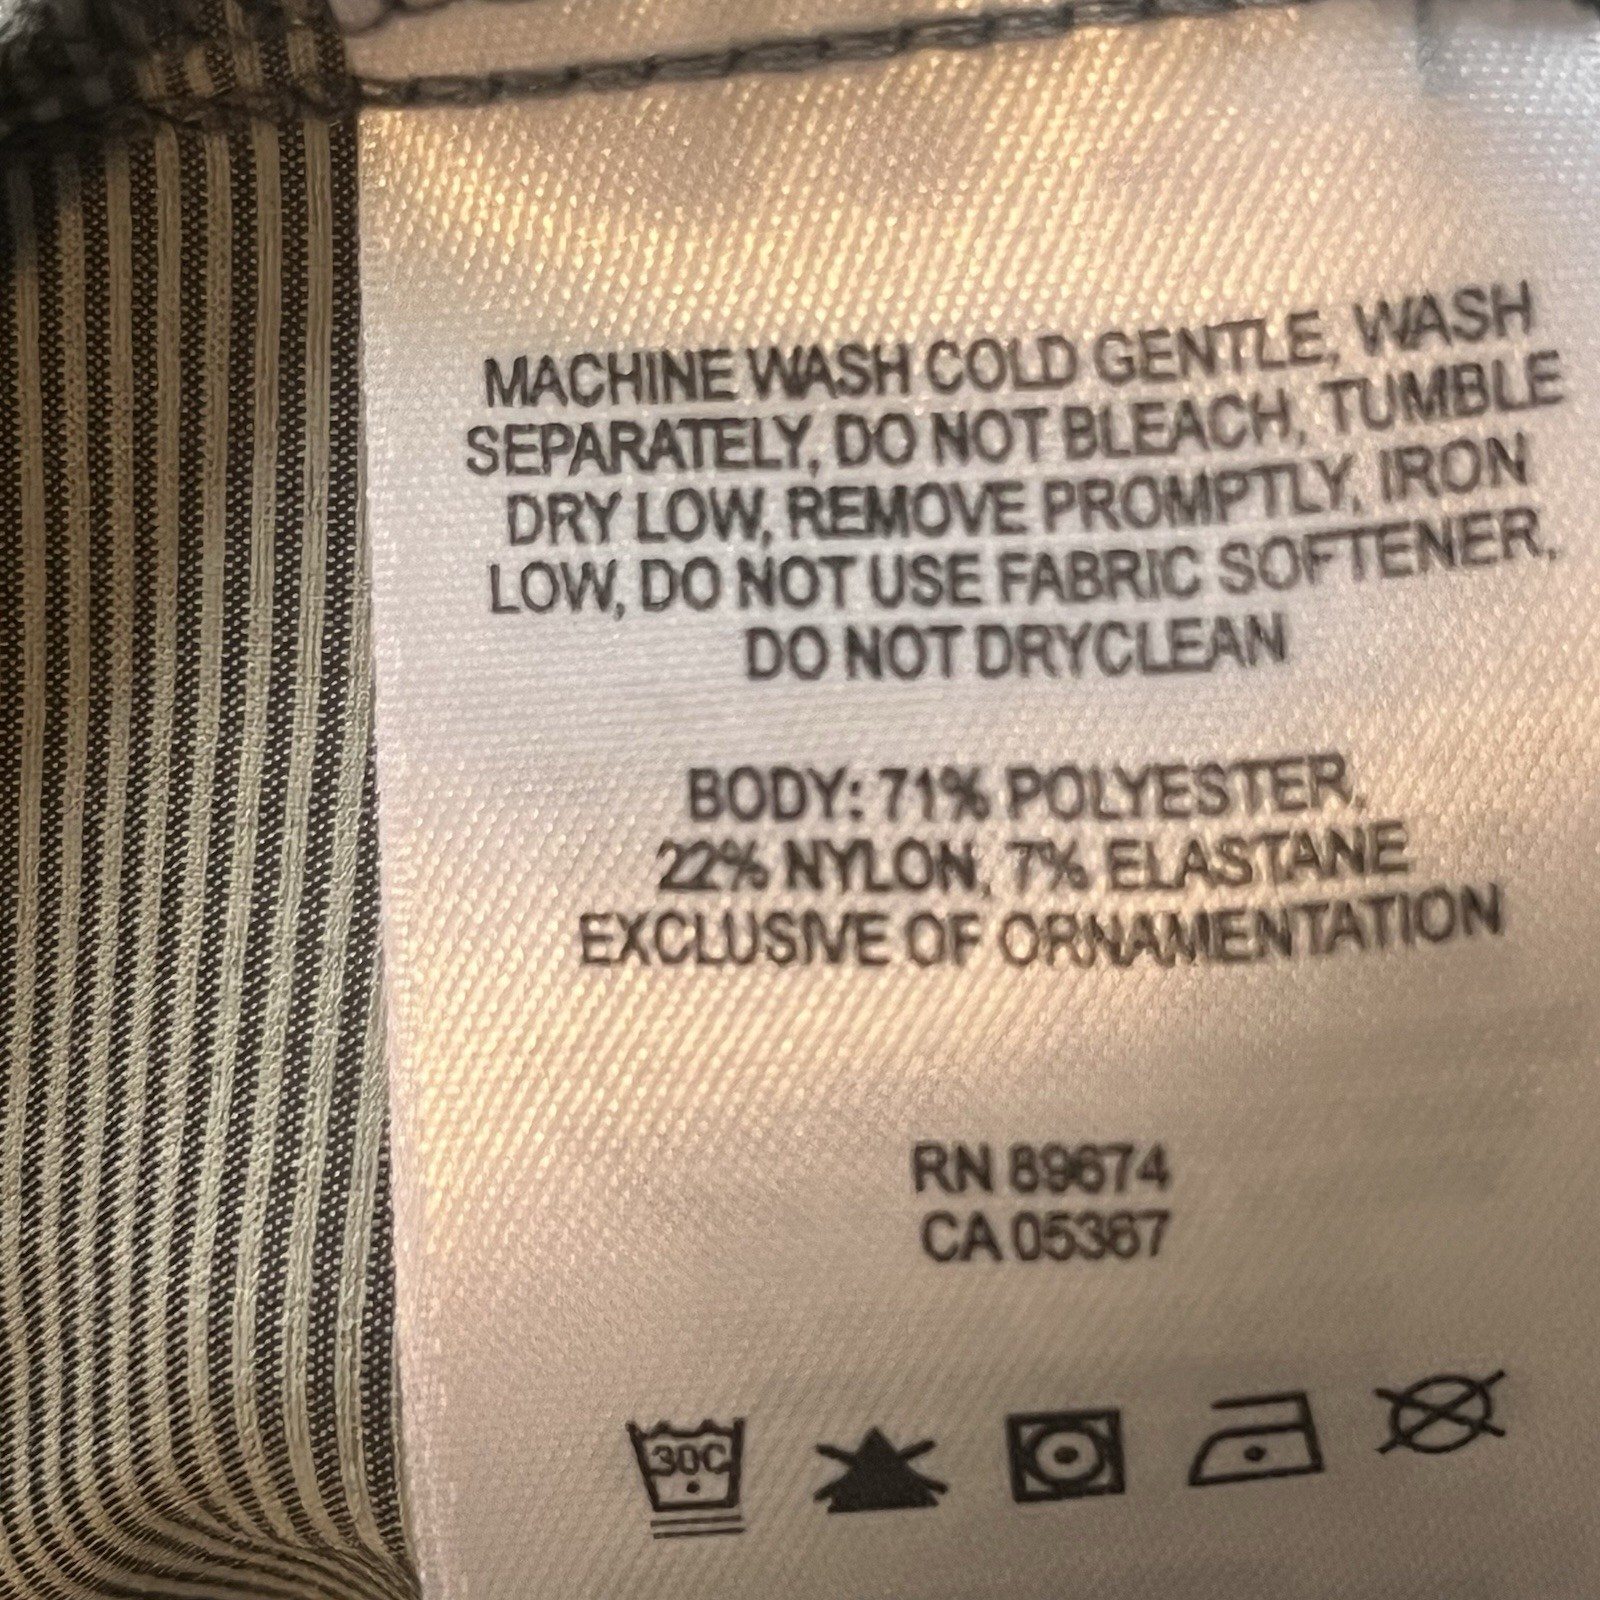 MACHINE WASH COLD GENTLE, WASH
SEPARATELY, DO NOT BLEACH, TUMBLE
DRY LOW, REMOVE PROMPTLY, IRON
LOW, DO NOT USE FABRIC SOFTENER,
DO NOT DRYCLEAN
BODY: 71% POLYESTER,
22% NYLON, 7% ELASTANE
EXCLUSIVE OF ORNAMENTATION
RN 89674
CA 05367
30C